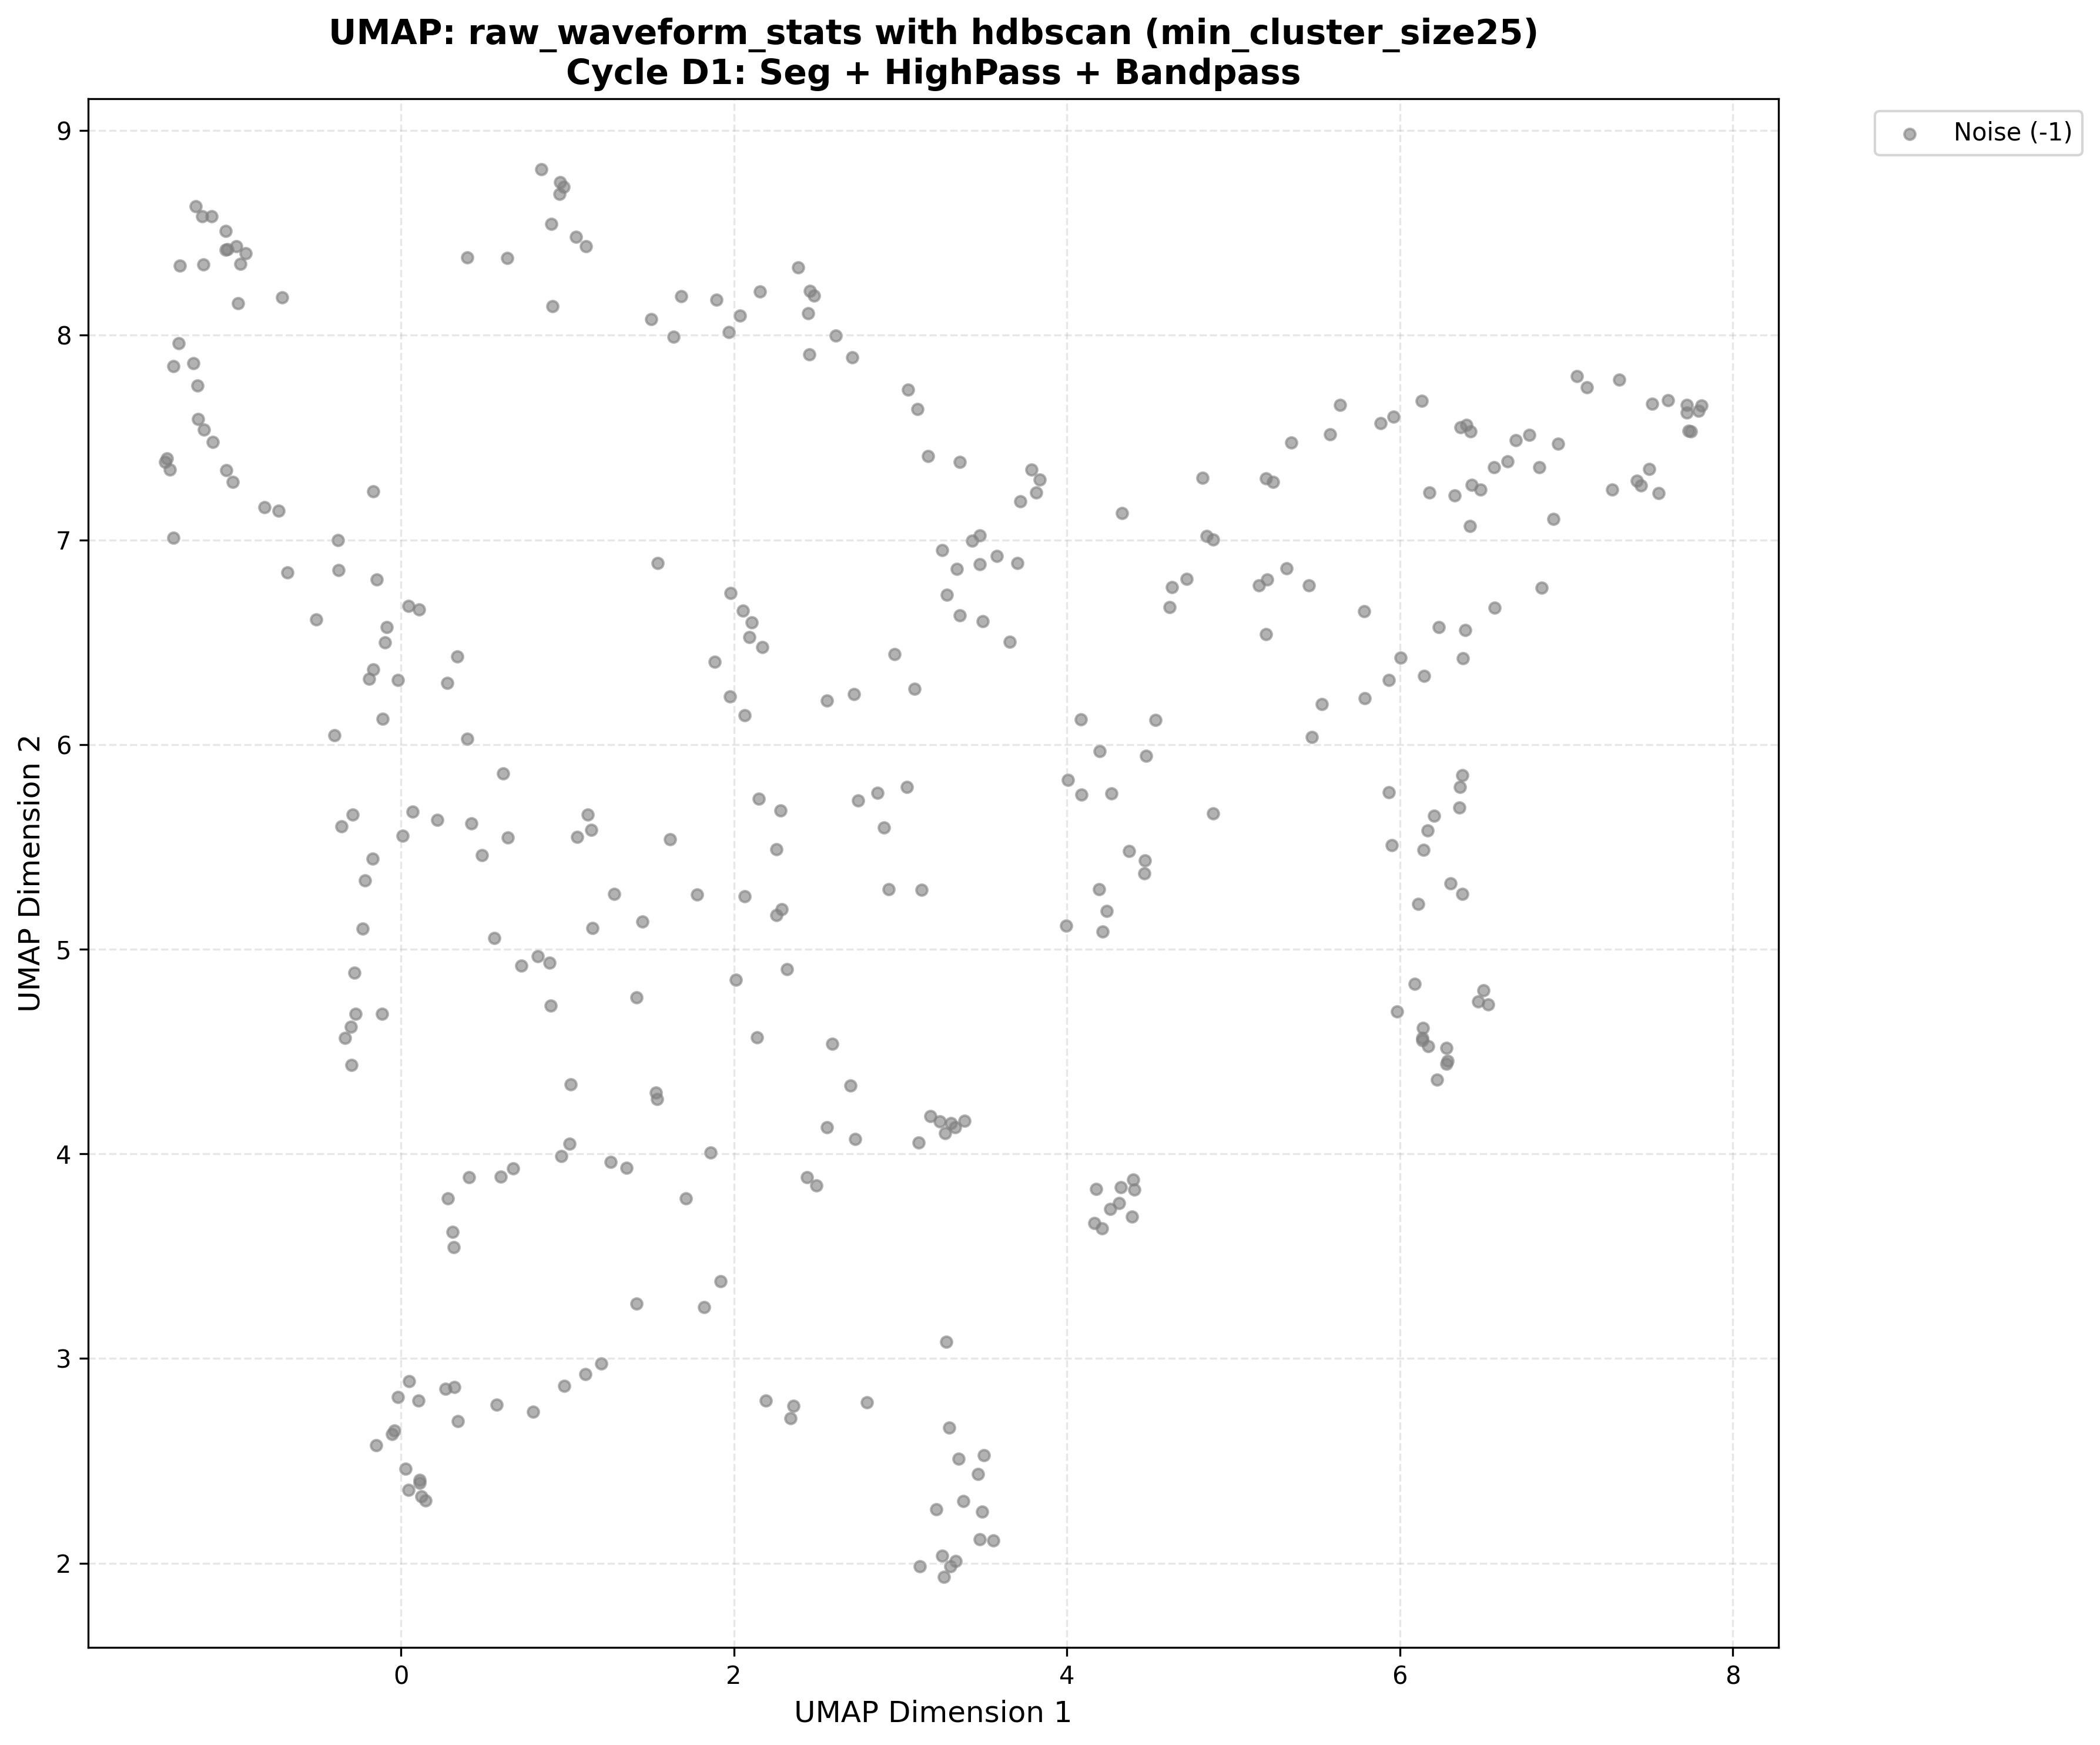 UMAP: raw_waveform_stats with hdbscan (min_cluster_size25)
Cycle D1: Seg + HighPass + Bandpass
Noise (-1)
9
8
7
6
5
4
3
2
UMAP Dimension 2
0 2 4 6 8
UMAP Dimension 1